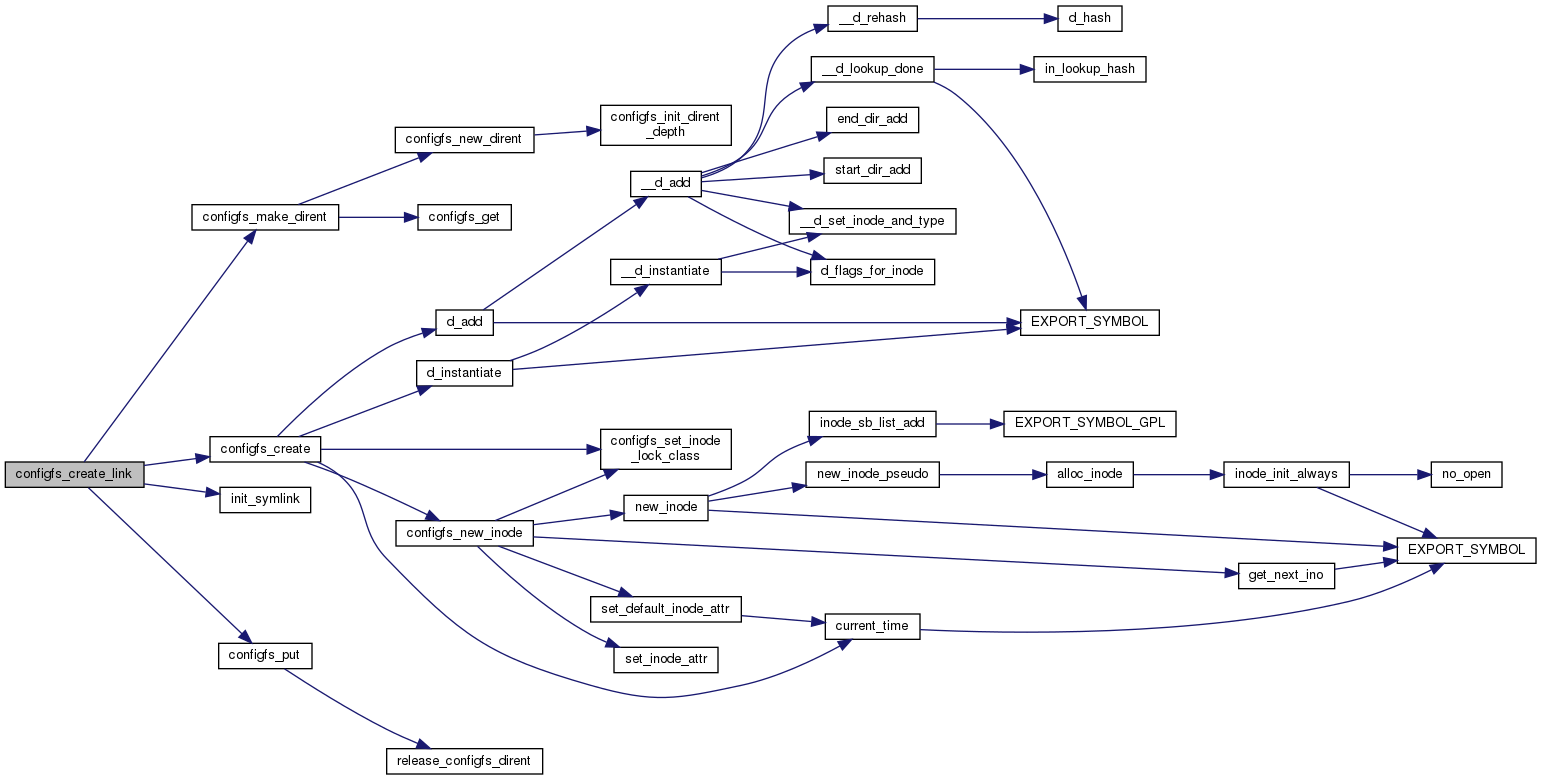 __d_rehash
d_hash
__d_lookup_done
in_lookup_hash
configfs_init_dirent
_depth
end_dir_add
configfs_new_dirent
start_dir_add
__d_add
configfs_make_dirent
configfs_get
__d_set_inode_and_type
__d_instantiate
d_flags_for_inode
d_add
EXPORT_SYMBOL
d_instantiate
inode_sb_list_add
EXPORT_SYMBOL_GPL
configfs_create
configfs_set_inode
_lock_class
configfs_create_link
new_inode_pseudo
alloc_inode
inode_init_always
no_open
init_symlink
new_inode
configfs_new_inode
EXPORT_SYMBOL
get_next_ino
set_default_inode_attr
current_time
configfs_put
set_inode_attr
release_configfs_dirent